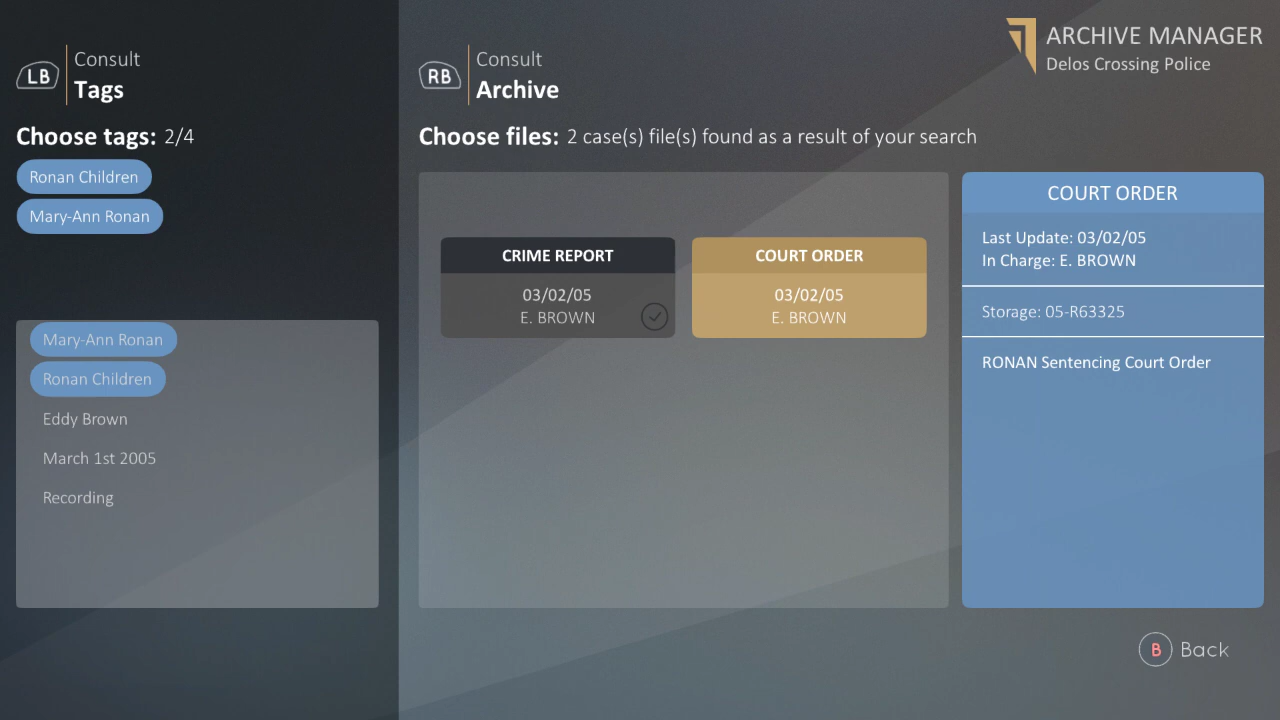 LB
Consult
Tags
Choose tags: 2/4
Ronan Children
Mary-Ann Ronan
Mary-Ann Ronan
Ronan Children
Eddy Brown
March 1st 2005
Recording
RB
Consult
Archive
ARCHIVE MANAGER
Delos Crossing Police
Choose files: 2 case(s) file(s) found as a result of your search
CRIME REPORT
03/02/05
E. BROWN
COURT ORDER
03/02/05
E. BROWN
COURT ORDER
Last Update: 03/02/05
In Charge: E. BROWN
Storage: 05-R63325
RONAN Sentencing Court Order
B Back